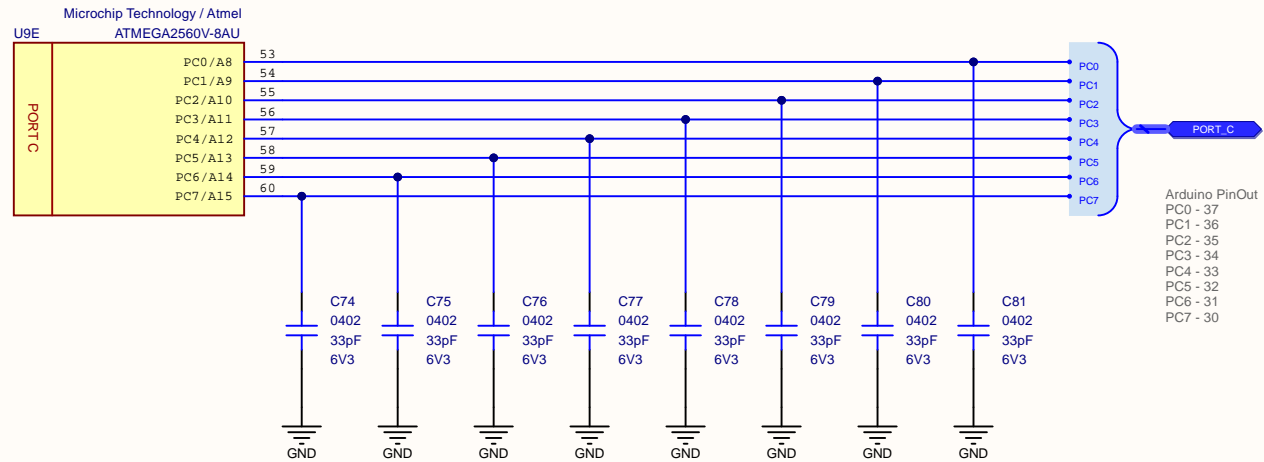 Microchip Technology / Atmel
U9E
ATMEGA2560V-8AU
PORT C
PC0/A8
53
PC1/A9
54
PC2/A10
55
PC3/A11
56
PC4/A12
57
PC5/A13
58
PC6/A14
59
PC7/A15
60
PC0
PC1
PC2
PC3
PC4
PC5
PC6
PC7
PORT_C
Arduino PinOut
PC0 - 37
PC1 - 36
PC2 - 35
PC3 - 34
PC4 - 33
PC5 - 32
PC6 - 31
PC7 - 30
C74
0402
33pF
6V3
C75
0402
33pF
6V3
C76
0402
33pF
6V3
C77
0402
33pF
6V3
C78
0402
33pF
6V3
C79
0402
33pF
6V3
C80
0402
33pF
6V3
C81
0402
33pF
6V3
GND
GND
GND
GND
GND
GND
GND
GND